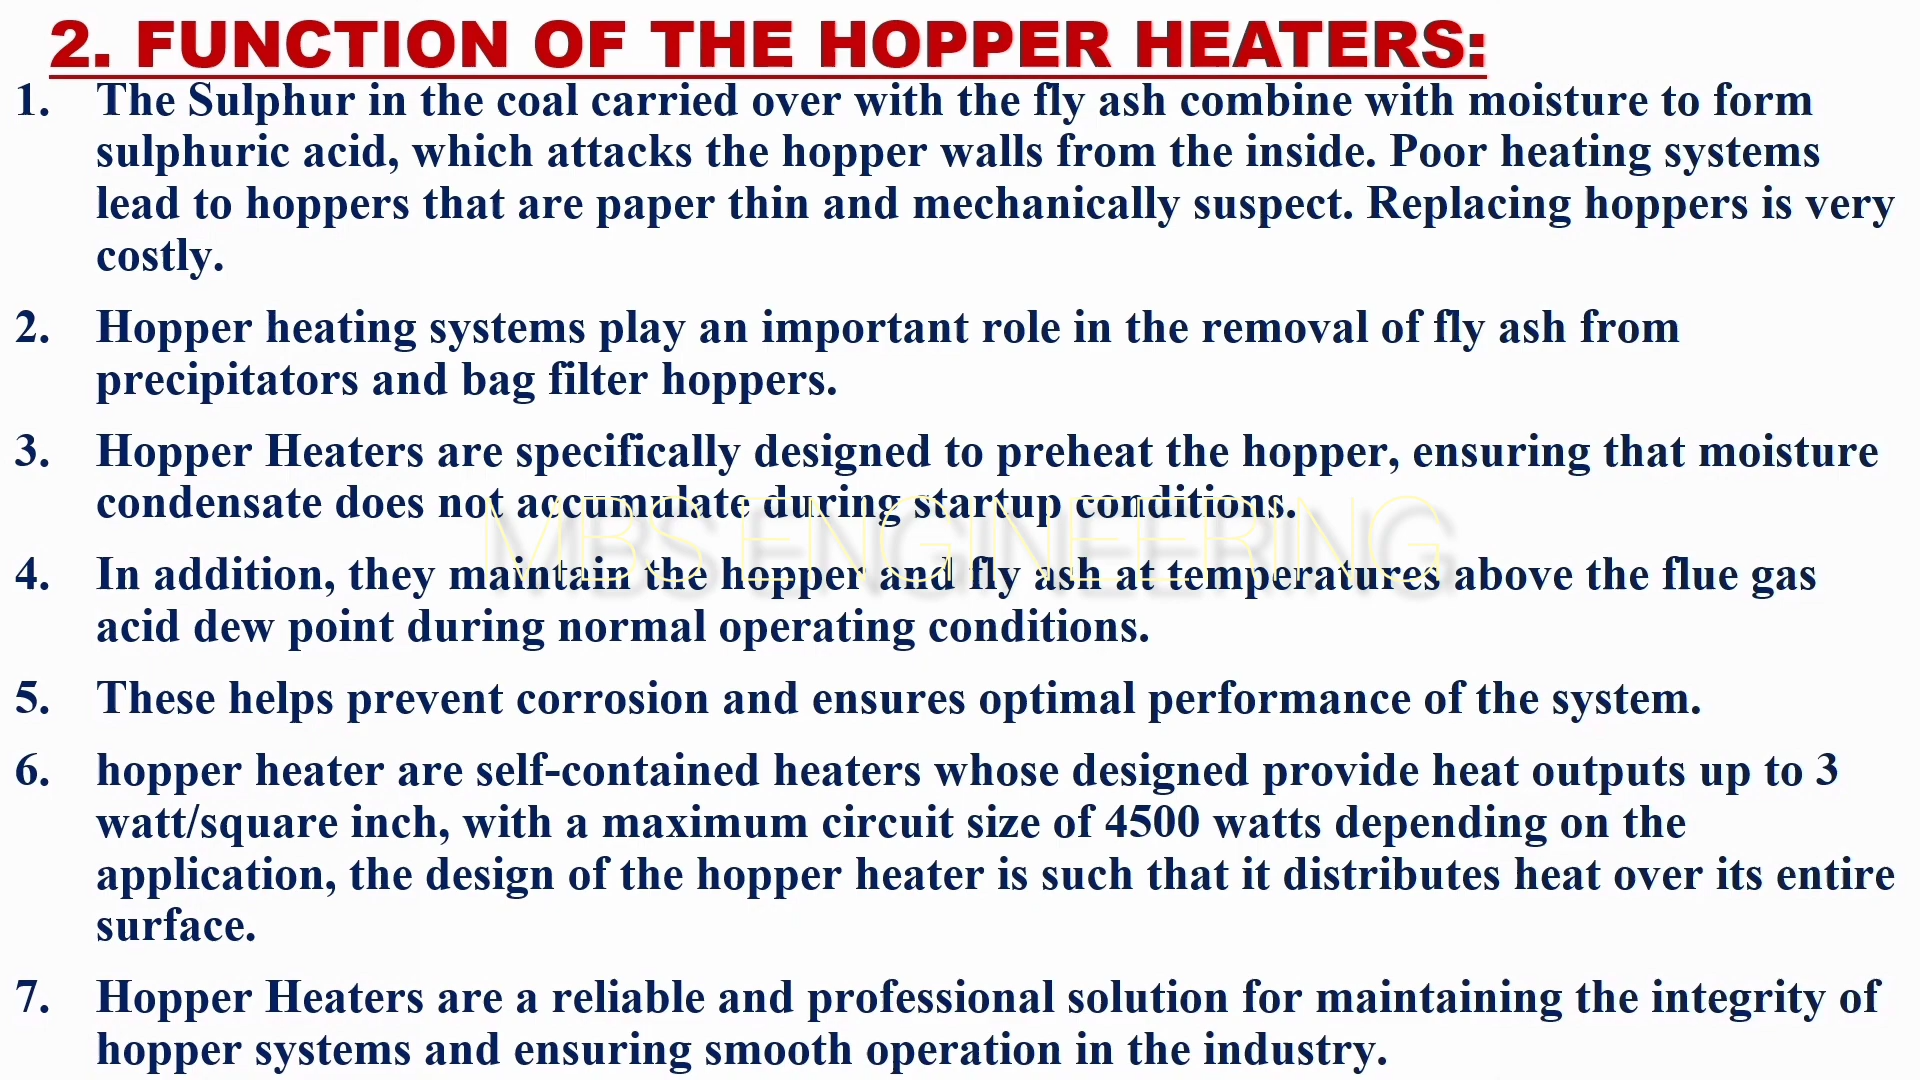 2. FUNCTION OF THE HOPPER HEATERS:
1. The Sulphur in the coal carried over with the fly ash combine with moisture to form
sulphuric acid, which attacks the hopper walls from the inside. Poor heating systems
lead to hoppers that are paper thin and mechanically suspect. Replacing hoppers is very
costly.
2. Hopper heating systems play an important role in the removal of fly ash from
precipitators and bag filter hoppers.
3. Hopper Heaters are specifically designed to preheat the hopper, ensuring that moisture
condensate does not accumulate during startup conditions.
MBS ENGINEERING
4. In addition, they maintain the hopper and fly ash at temperatures above the flue gas
acid dew point during normal operating conditions.
5. These helps prevent corrosion and ensures optimal performance of the system.
6. hopper heater are self-contained heaters whose designed provide heat outputs up to 3
watt/square inch, with a maximum circuit size of 4500 watts depending on the
application, the design of the hopper heater is such that it distributes heat over its entire
surface.
7. Hopper Heaters are a reliable and professional solution for maintaining the integrity of
hopper systems and ensuring smooth operation in the industry.